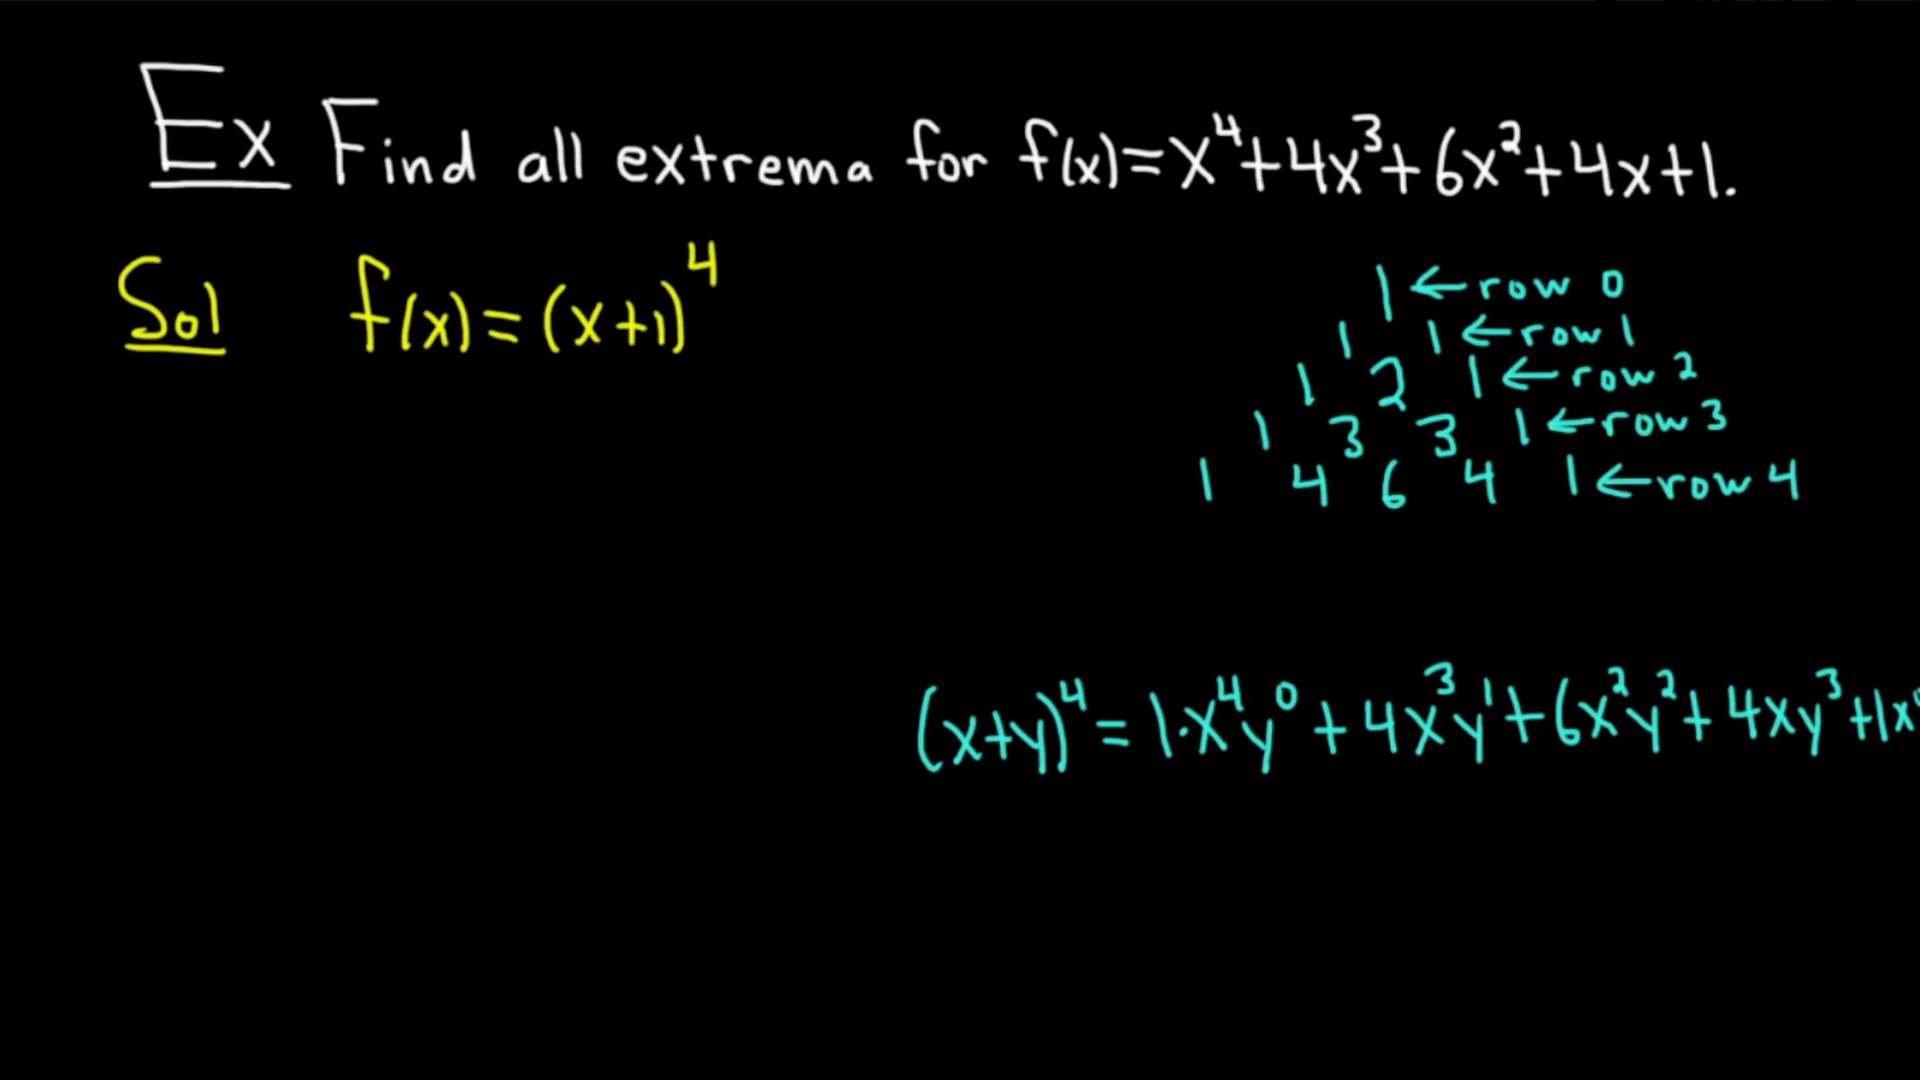 Ex Find all extrema for f(x)=x⁴+4x³+6x²+4x+1.
Sol f(x)=(x+1)⁴
1 ← row 0
1 1 ← row 1
1 2 1 ← row 2
1 3 3 1 ← row 3
1 4 6 4 1 ← row 4
(x+y)⁴=1·x⁴y⁰+4x³y¹+6x²y²+4xy³+1x